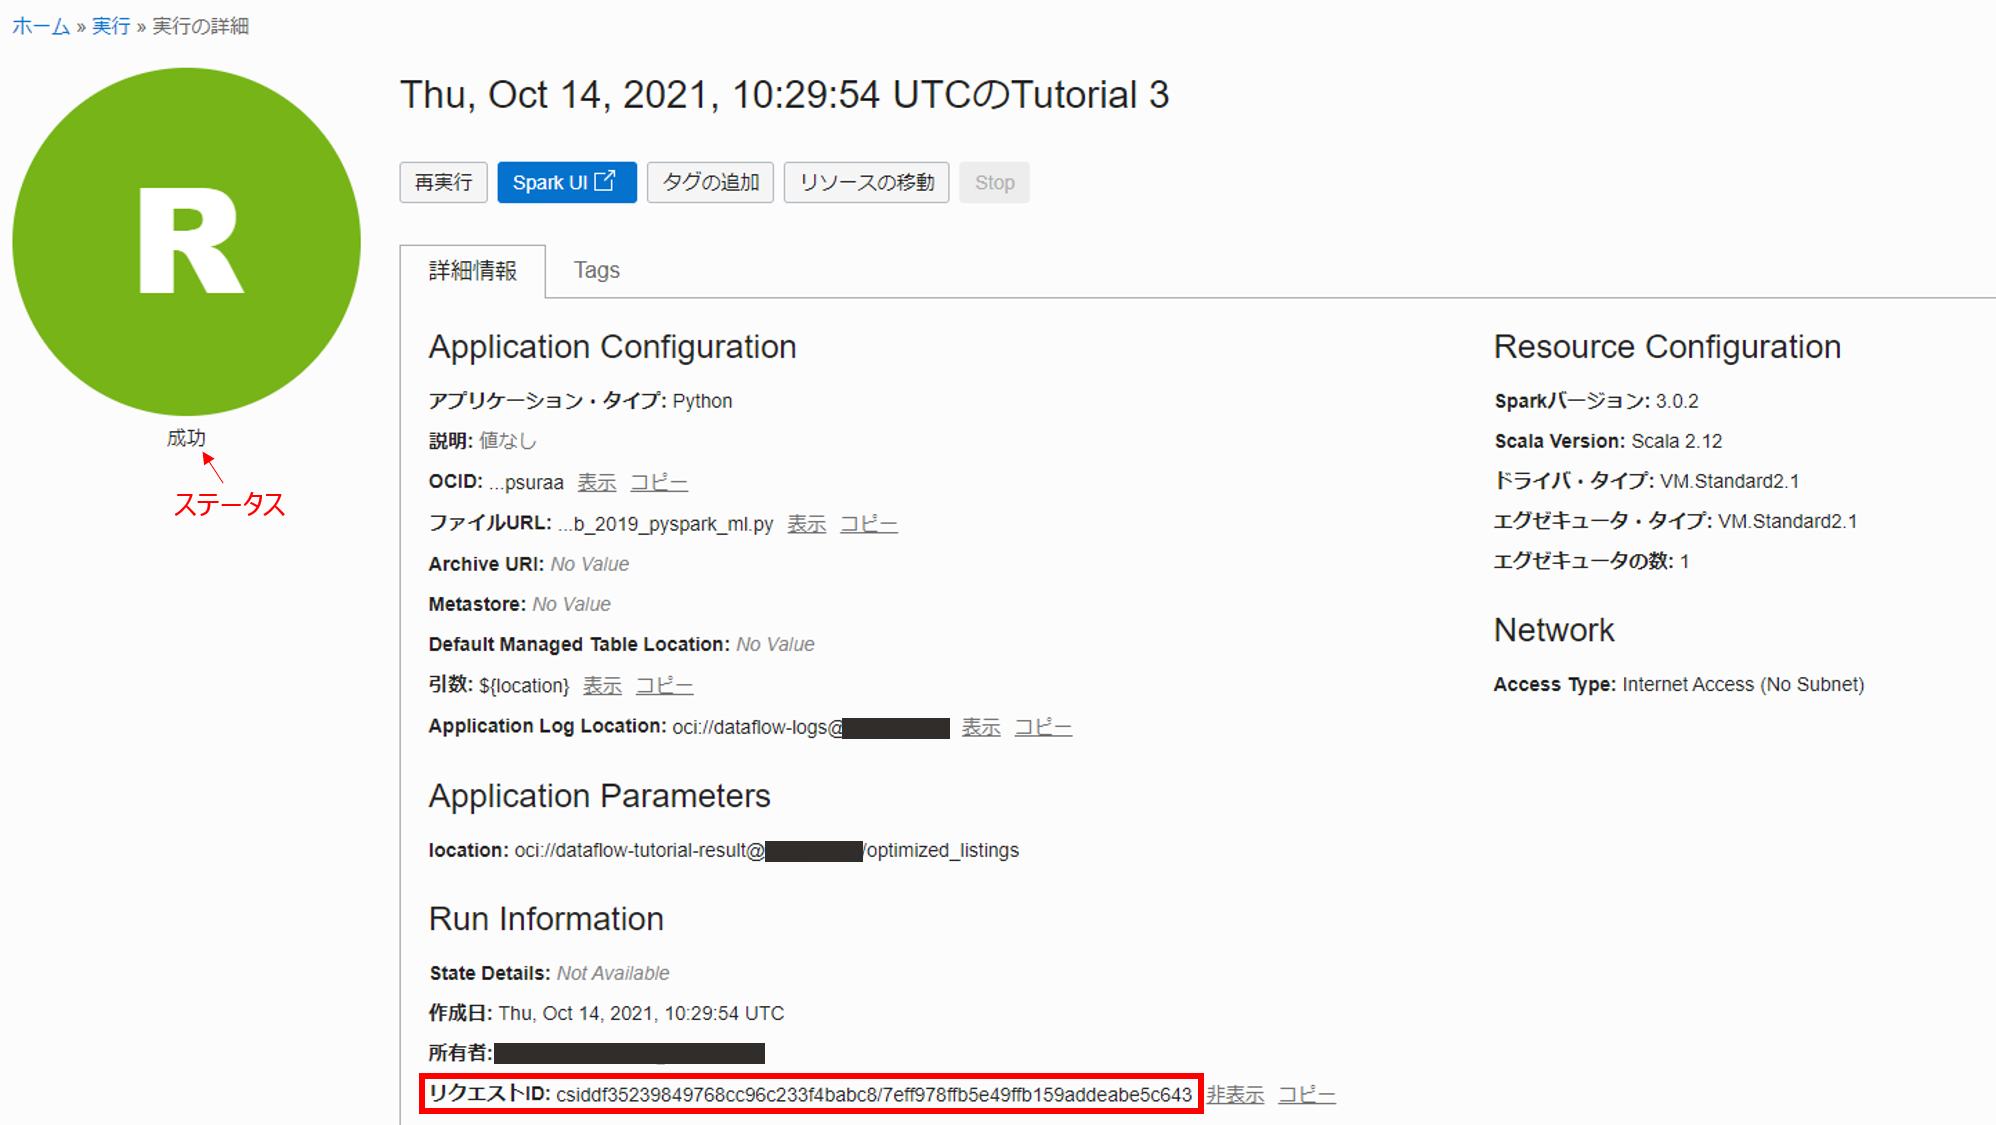 ホーム » 実行 » 実行の詳細
R
成功
ステータス
Thu, Oct 14, 2021, 10:29:54 UTCのTutorial 3
再実行 Spark UI タグの追加 リソースの移動 Stop
詳細情報 Tags
Application Configuration
アプリケーション・タイプ: Python
説明: 値なし
OCID: ...psuraa 表示 コピー
ファイルURL: ...b_2019_pyspark_ml.py 表示 コピー
Archive URI: No Value
Metastore: No Value
Default Managed Table Location: No Value
引数: ${location} 表示 コピー
Application Log Location: oci://dataflow-logs@ 表示 コピー
Application Parameters
location: oci://dataflow-tutorial-result@ /optimized_listings
Run Information
State Details: Not Available
作成日: Thu, Oct 14, 2021, 10:29:54 UTC
所有者:
リクエストID: csiddf35239849768cc96c233f4babc8/7eff978ffb5e49ffb159addeabe5c643 非表示 コピー
Resource Configuration
Sparkバージョン: 3.0.2
Scala Version: Scala 2.12
ドライバ・タイプ: VM.Standard2.1
エグゼキュータ・タイプ: VM.Standard2.1
エグゼキュータの数: 1
Network
Access Type: Internet Access (No Subnet)